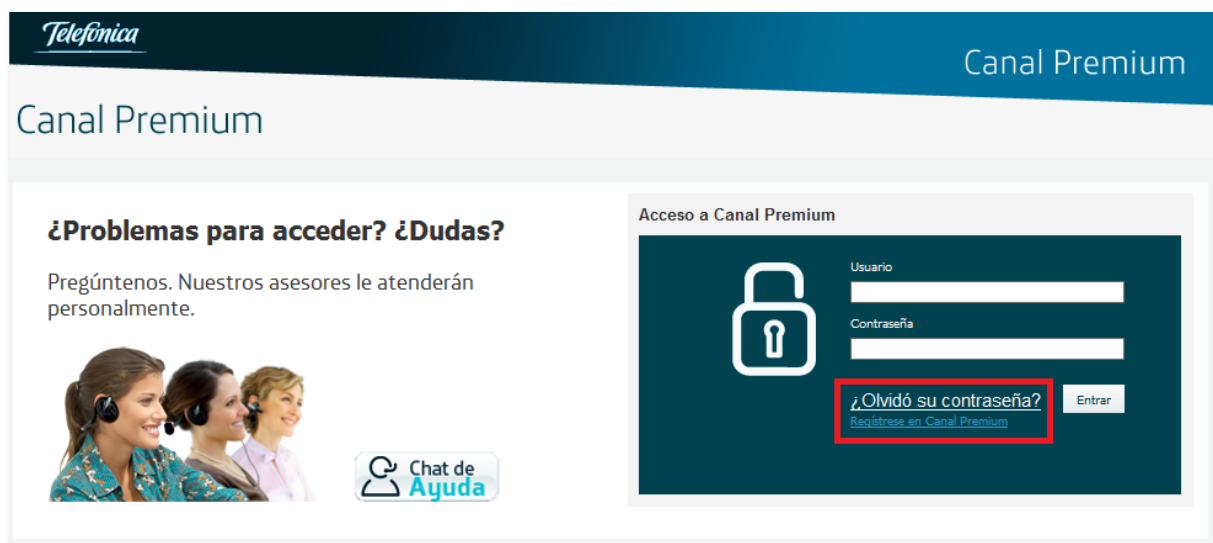 Telefónica
Canal Premium
Canal Premium
¿Problemas para acceder? ¿Dudas?
Pregúntenos. Nuestros asesores le atenderán
personalmente.
Chat de
Ayuda
Acceso a Canal Premium
Usuario
Contraseña
¿Olvidó su contraseña?
Entrar
Regístrese en Canal Premium